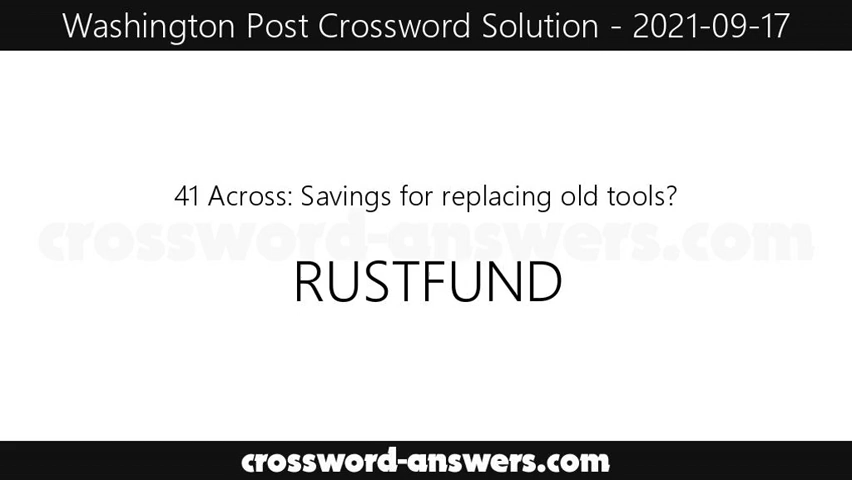 Washington Post Crossword Solution - 2021-09-17
41 Across: Savings for replacing old tools?
crossword-answers.com
RUSTFUND
crossword-answers.com